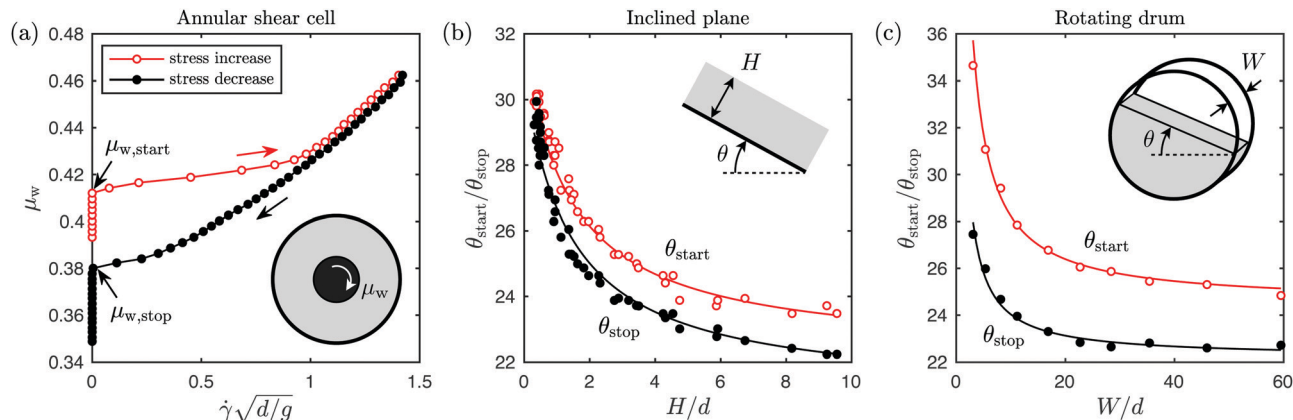 Annular shear cell
(a)
0.48
0.46
0.44
0.42
0.4
0.38
0.36
0.34
μw
stress increase
stress decrease
μw,start
μw,stop
μw
0
0.5
1
1.5
γ̇√d/g
Inclined plane
(b)
32
30
28
26
24
22
θstart/θstop
H
θ
θstart
θstop
0
2
4
6
8
10
H/d
Rotating drum
(c)
36
34
32
30
28
26
24
22
θstart/θstop
W
θ
θstart
θstop
0
20
40
60
W/d